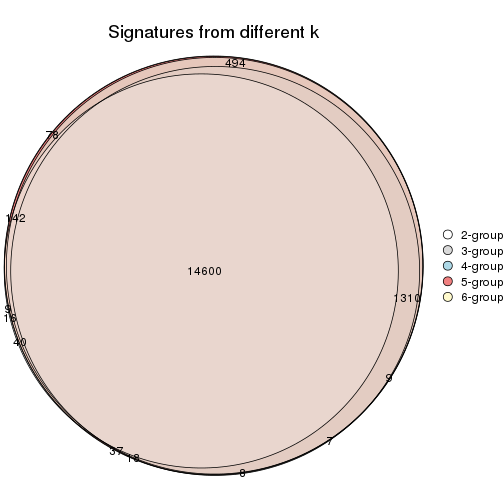 Signatures from different k
494
78
142
14600
1310
9
16
40
9
7
37
18
8
2-group
3-group
4-group
5-group
6-group